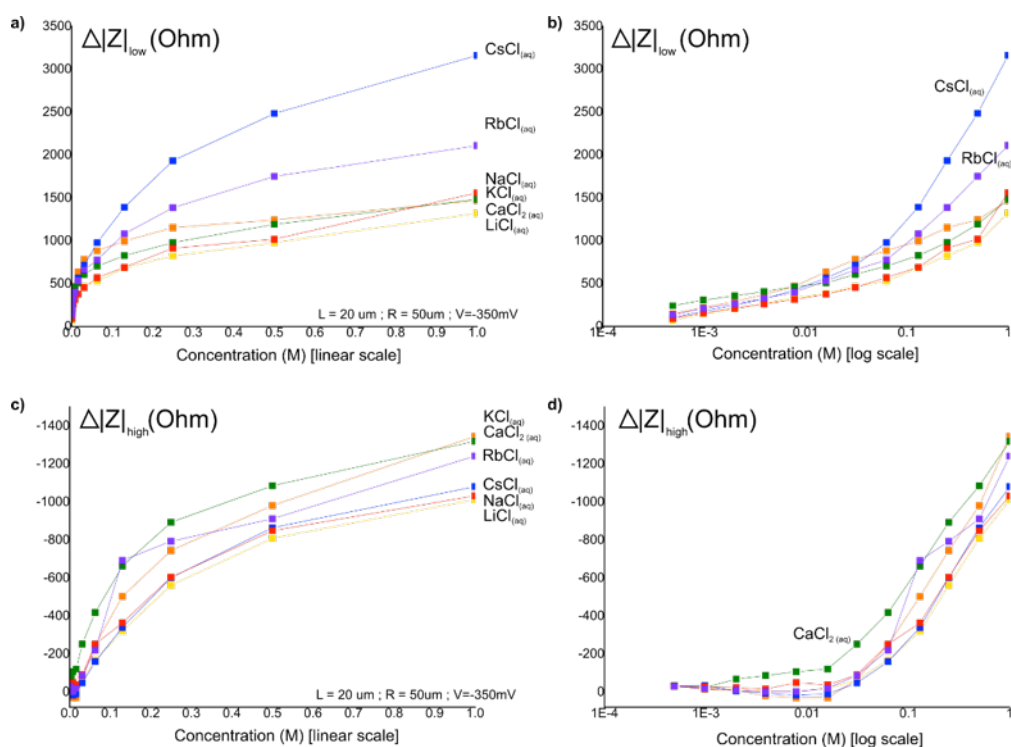 a)
△|Z|low (Ohm)
3500
3000
2500
2000
1500
1000
500
0
CsCl(aq)
RbCl(aq)
NaCl(aq)
KCl(aq)
CaCl2 (aq)
LiCl(aq)
L = 20 um ; R = 50um ; V=-350mV
0.0 0.1 0.2 0.3 0.4 0.5 0.6 0.7 0.8 0.9 1.0
Concentration (M) [linear scale]
b)
△|Z|low (Ohm)
3500
3000
2500
2000
1500
1000
500
0
CsCl(aq)
RbCl(aq)
1E-4 1E-3 0.01 0.1 1
Concentration (M) [log scale]
c)
△|Z|high (Ohm)
-1400
-1200
-1000
-800
-600
-400
-200
0
KCl(aq)
CaCl2 (aq)
RbCl(aq)
CsCl(aq)
NaCl(aq)
LiCl(aq)
L = 20 um ; R = 50um ; V=-350mV
0.0 0.1 0.2 0.3 0.4 0.5 0.6 0.7 0.8 0.9 1.0
Concentration (M) [linear scale]
d)
△|Z|high (Ohm)
-1400
-1200
-1000
-800
-600
-400
-200
0
CaCl2 (aq)
1E-4 1E-3 0.01 0.1 1
Concentration (M) [log scale]